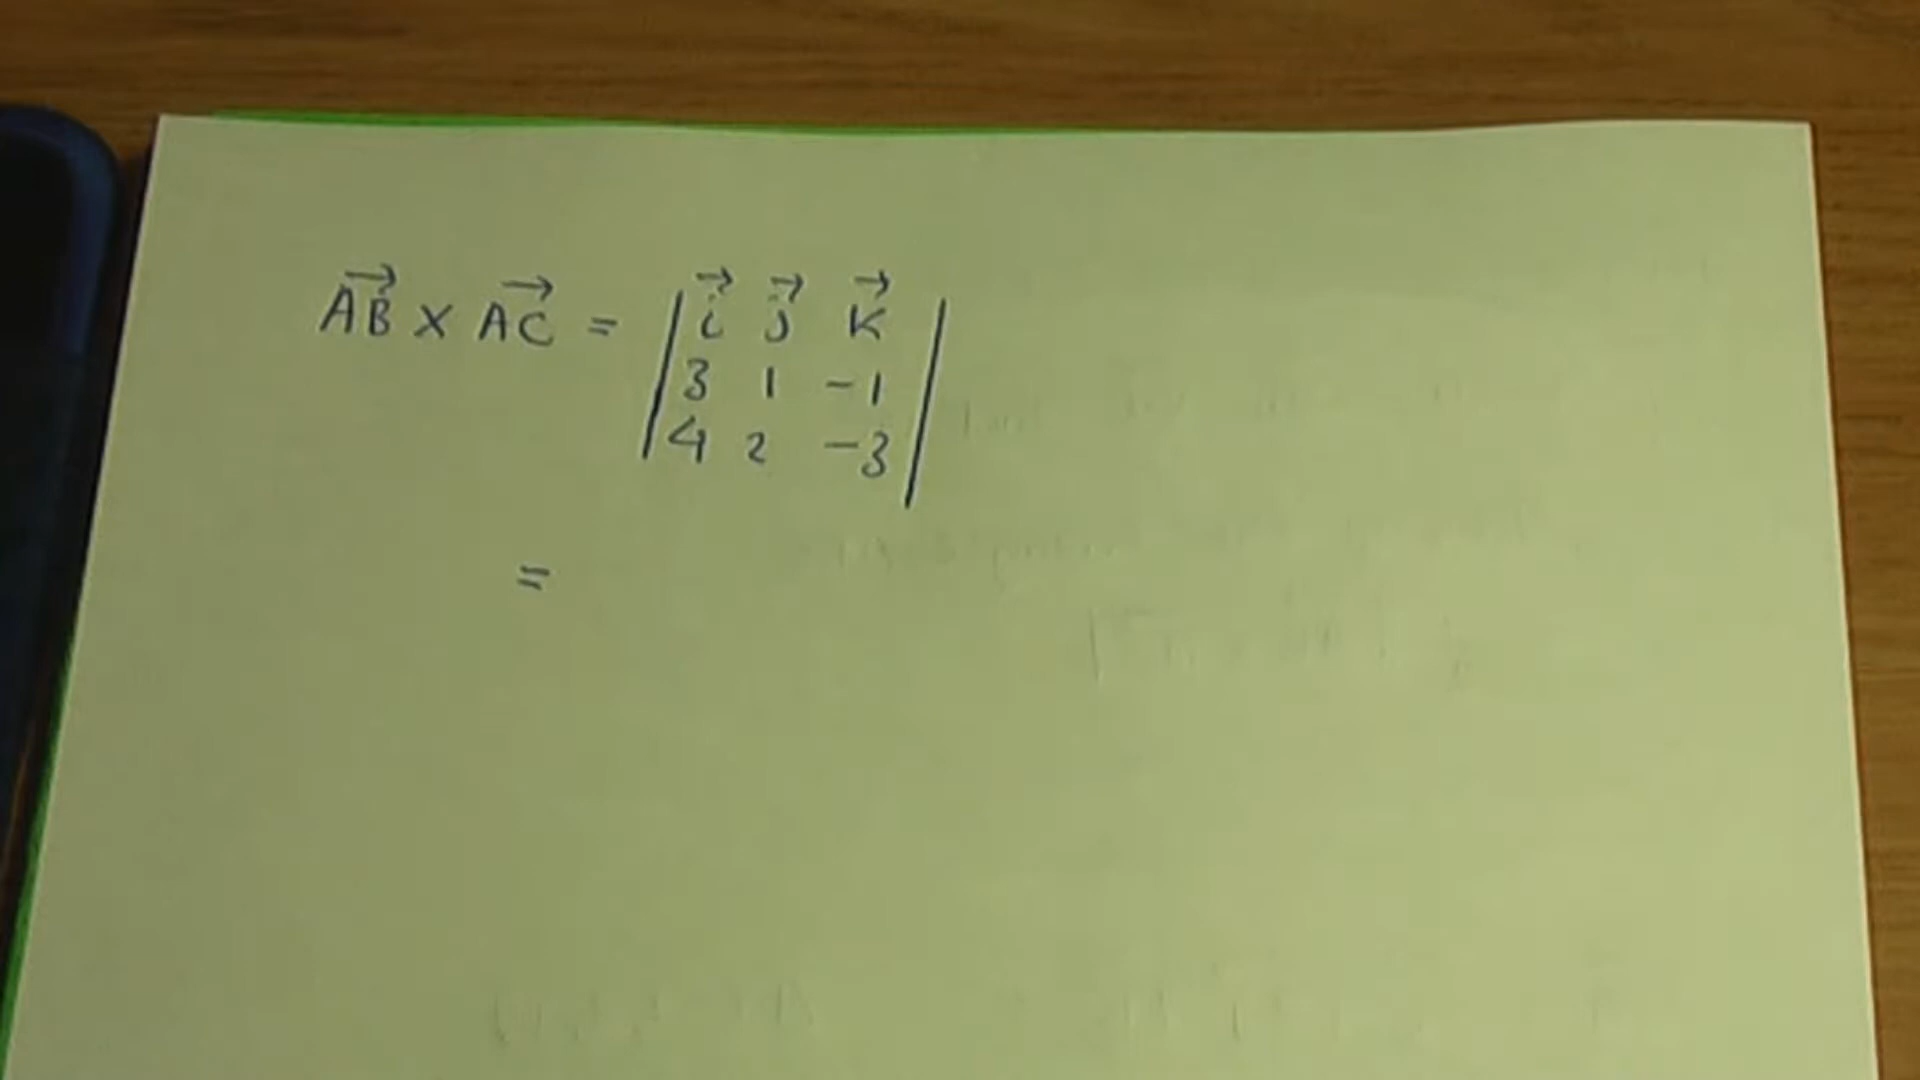 AB⃗ × AC⃗ = | i⃗ j⃗ k⃗ |
3 1 -1
4 2 -3
=